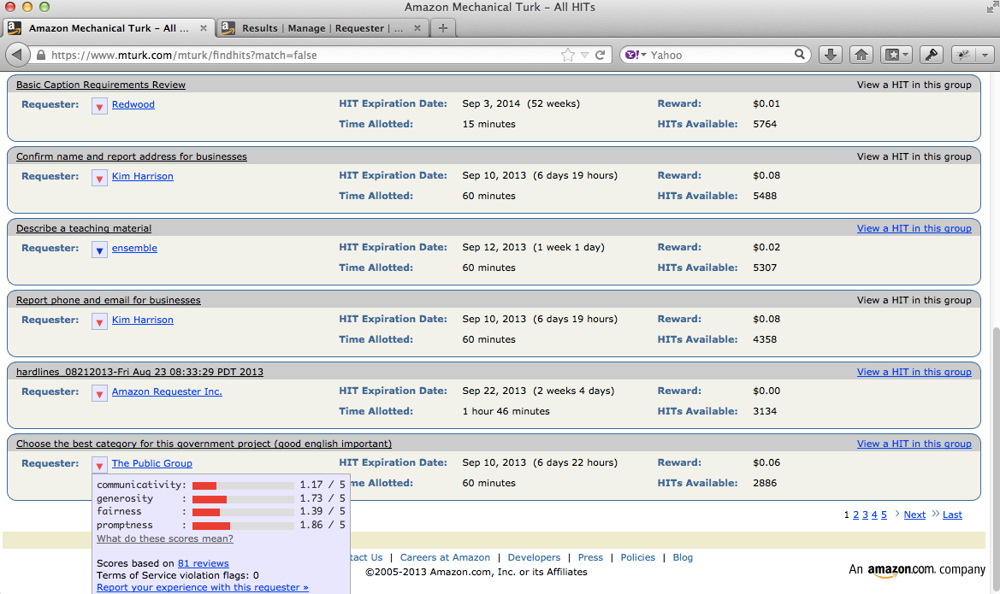 Amazon Mechanical Turk – All HITs
Amazon Mechanical Turk – All ...
Results | Manage | Requester | ...
https://www.mturk.com/mturk/findhits?match=false
Y! Yahoo
Basic Caption Requirements Review View a HIT in this group
Requester: Redwood HIT Expiration Date: Sep 3, 2014 (52 weeks) Reward: $0.01
Time Allotted: 15 minutes HITs Available: 5764
Confirm name and report address for businesses View a HIT in this group
Requester: Kim Harrison HIT Expiration Date: Sep 10, 2013 (6 days 19 hours) Reward: $0.08
Time Allotted: 60 minutes HITs Available: 5488
Describe a teaching material View a HIT in this group
Requester: ensemble HIT Expiration Date: Sep 12, 2013 (1 week 1 day) Reward: $0.02
Time Allotted: 60 minutes HITs Available: 5307
Report phone and email for businesses View a HIT in this group
Requester: Kim Harrison HIT Expiration Date: Sep 10, 2013 (6 days 19 hours) Reward: $0.08
Time Allotted: 60 minutes HITs Available: 4358
hardlines_08212013-Fri Aug 23 08:33:29 PDT 2013 View a HIT in this group
Requester: Amazon Requester Inc. HIT Expiration Date: Sep 22, 2013 (2 weeks 4 days) Reward: $0.00
Time Allotted: 1 hour 46 minutes HITs Available: 3134
Choose the best category for this government project (good english important) View a HIT in this group
Requester: The Public Group HIT Expiration Date: Sep 10, 2013 (6 days 22 hours) Reward: $0.06
me Allotted: 60 minutes HITs Available: 2886
communicativity: 1.17 / 5
generosity : 1.73 / 5
fairness : 1.39 / 5
promptness : 1.86 / 5
What do these scores mean?
Scores based on 81 reviews
Terms of Service violation flags: 0
Report your experience with this requester »
1 2 3 4 5 › Next » Last
tact Us | Careers at Amazon | Developers | Press | Policies | Blog
©2005-2013 Amazon.com, Inc. or its Affiliates
An amazon.com. company